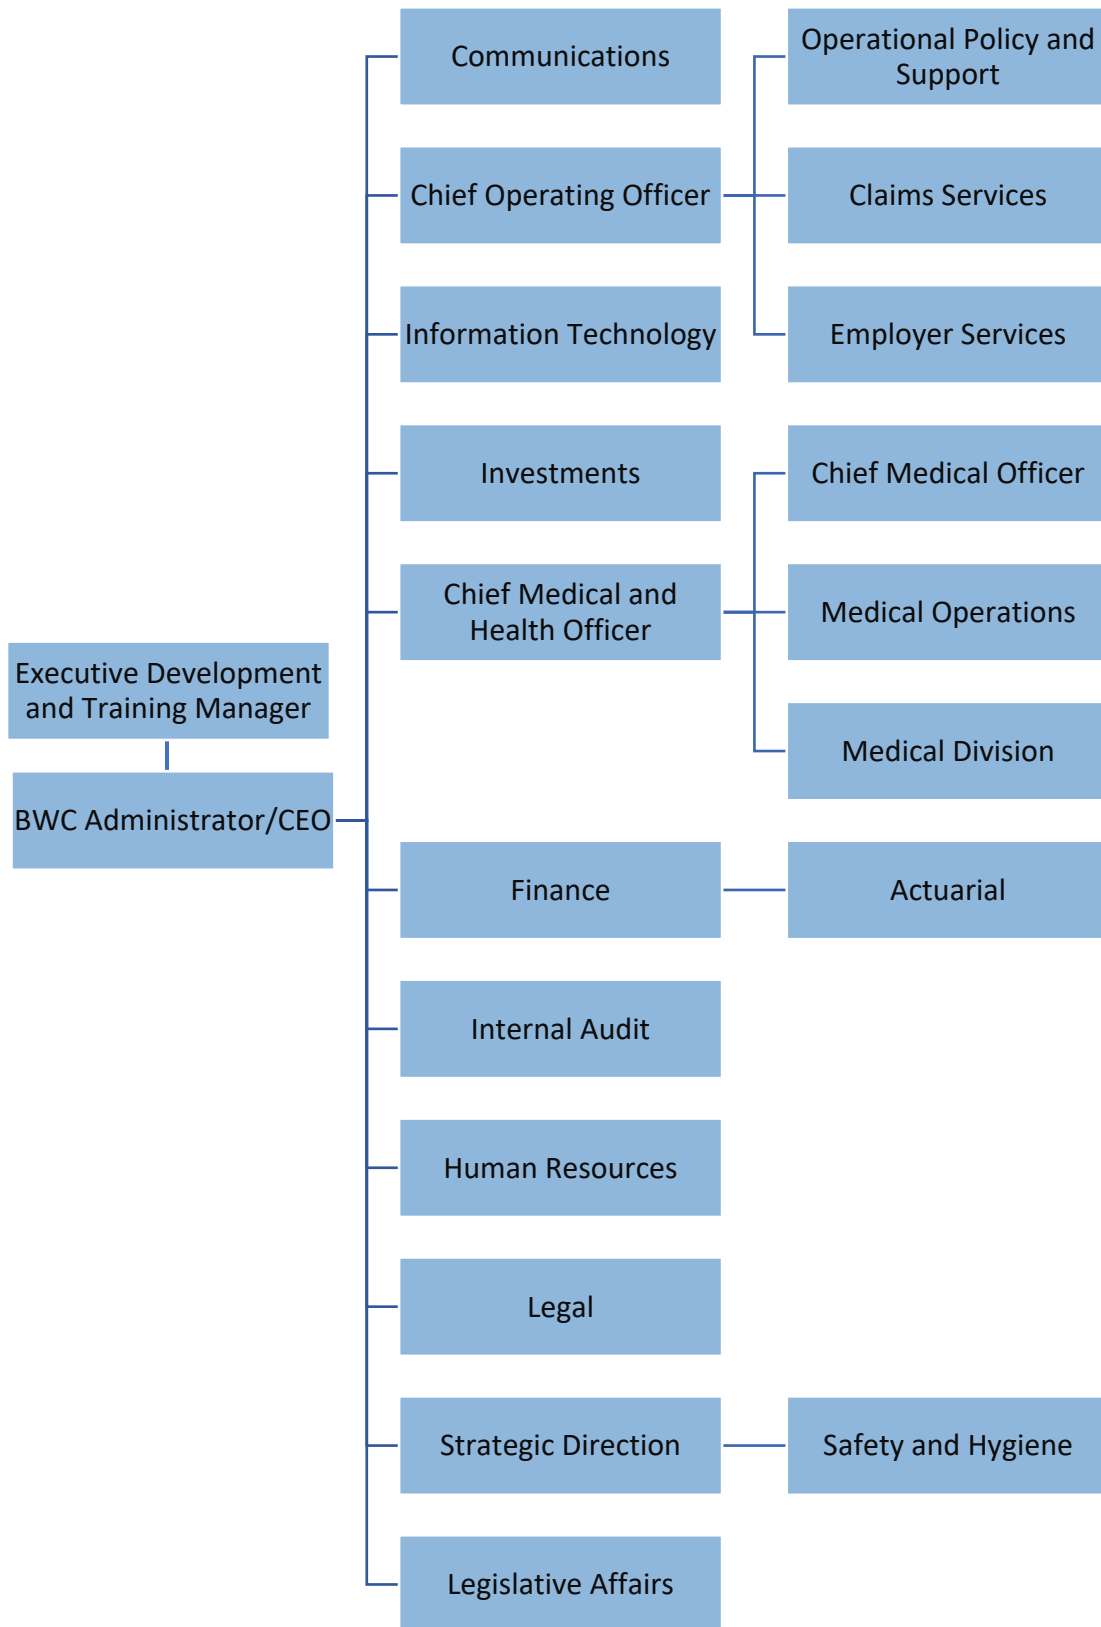 Communications
Operational Policy and
Support
Chief Operating Officer
Claims Services
Information Technology
Employer Services
Investments
Chief Medical Officer
Chief Medical and
Health Officer
Medical Operations
Executive Development
and Training Manager
Medical Division
BWC Administrator/CEO
Finance
Actuarial
Internal Audit
Human Resources
Legal
Strategic Direction
Safety and Hygiene
Legislative Affairs